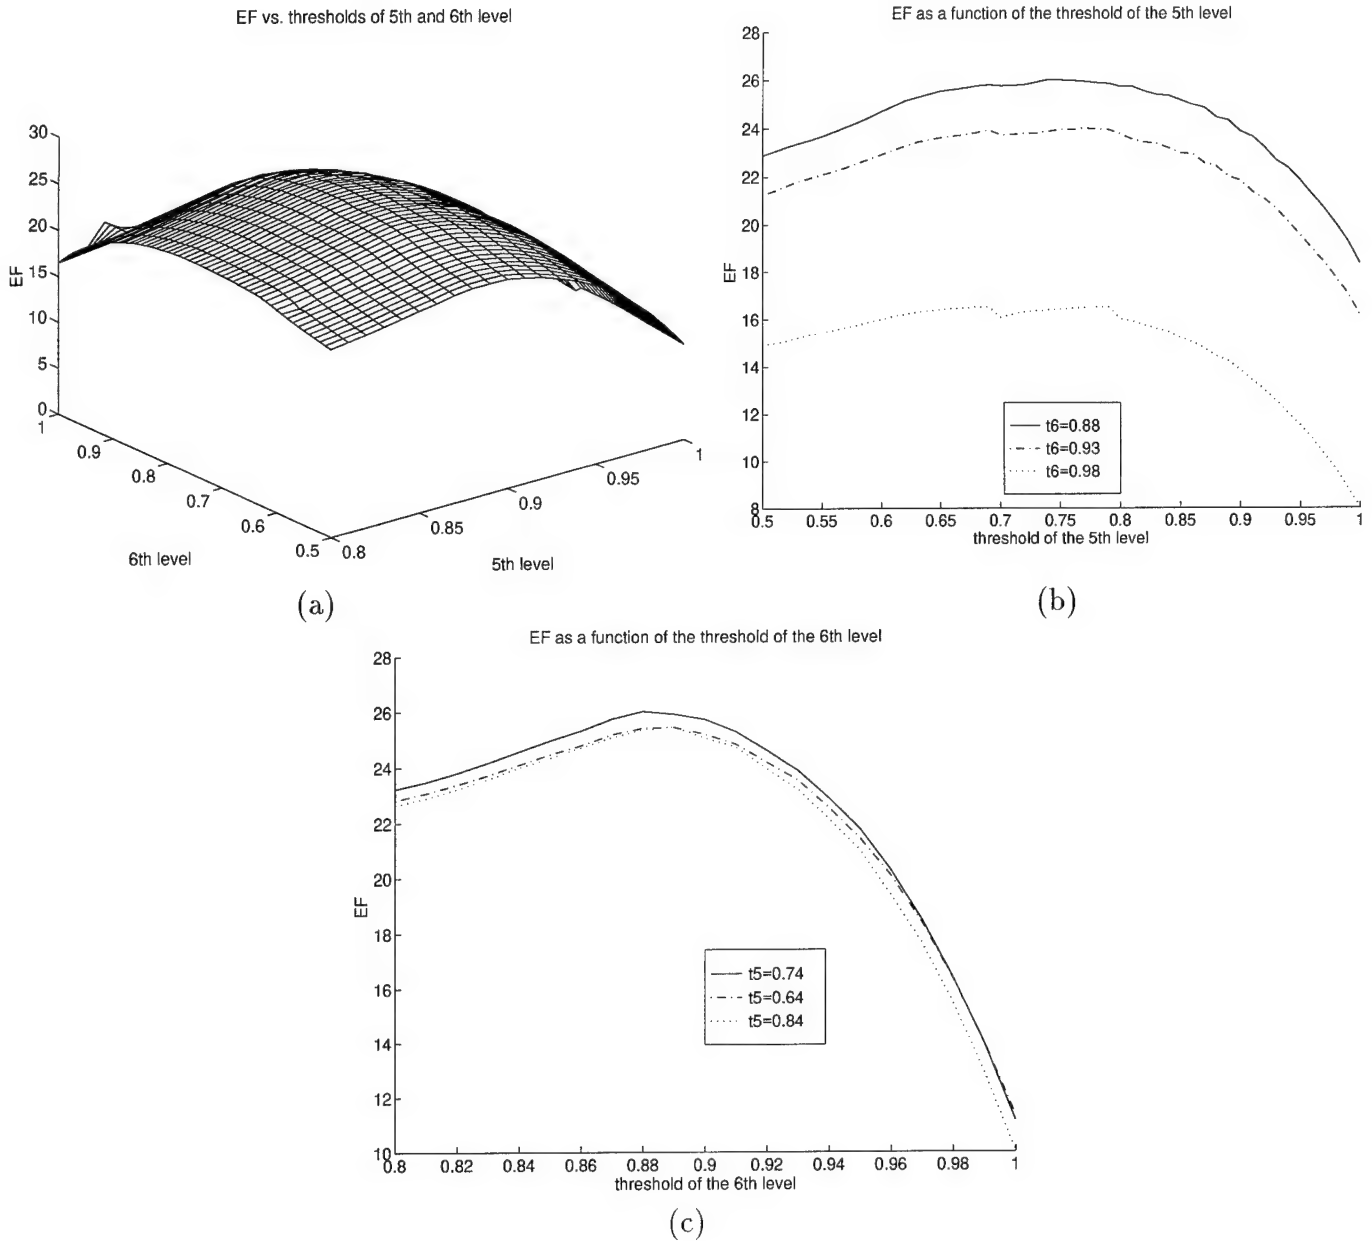 EF vs. thresholds of 5th and 6th level
30
25
20
15
10
5
0
EF
1
0.9
0.8
0.7
0.6
0.5
6th level
0.8
0.85
0.9
0.95
1
5th level
(a)
EF as a function of the threshold of the 5th level
28
26
24
22
20
18
16
14
12
10
8
EF
t6=0.88
t6=0.93
t6=0.98
0.5 0.55 0.6 0.65 0.7 0.75 0.8 0.85 0.9 0.95 1
threshold of the 5th level
(b)
EF as a function of the threshold of the 6th level
28
26
24
22
20
18
16
14
12
10
EF
t5=0.74
t5=0.64
t5=0.84
0.8 0.82 0.84 0.86 0.88 0.9 0.92 0.94 0.96 0.98 1
threshold of the 6th level
(c)